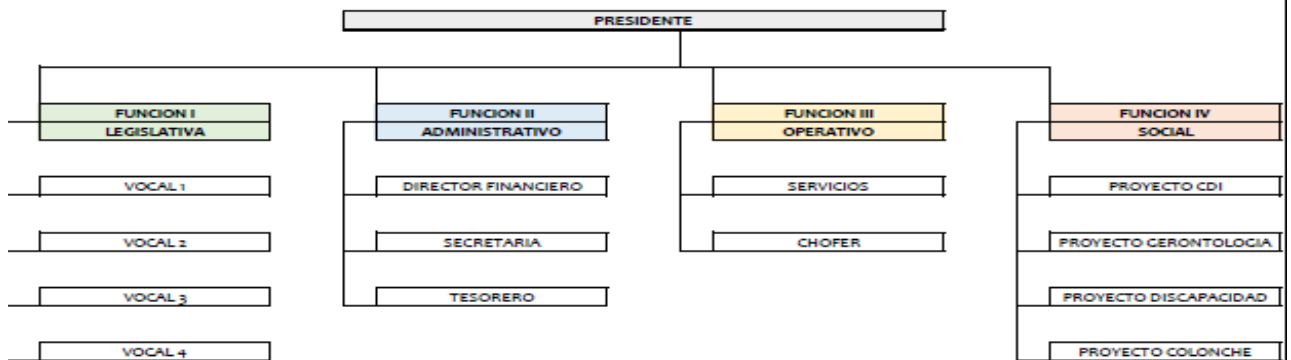 PRESIDENTE
FUNCION I
LEGISLATIVA
FUNCION II
ADMINISTRATIVO
FUNCION III
OPERATIVO
FUNCION IV
SOCIAL
VOCAL 1
DIRECTOR FINANCIERO
SERVICIOS
PROYECTO CDI
VOCAL 2
SECRETARIA
CHOFER
PROYECTO GERONTOLOGIA
VOCAL 3
TESORERO
PROYECTO DISCAPACIDAD
VOCAL 4
PROYECTO COLONCHE